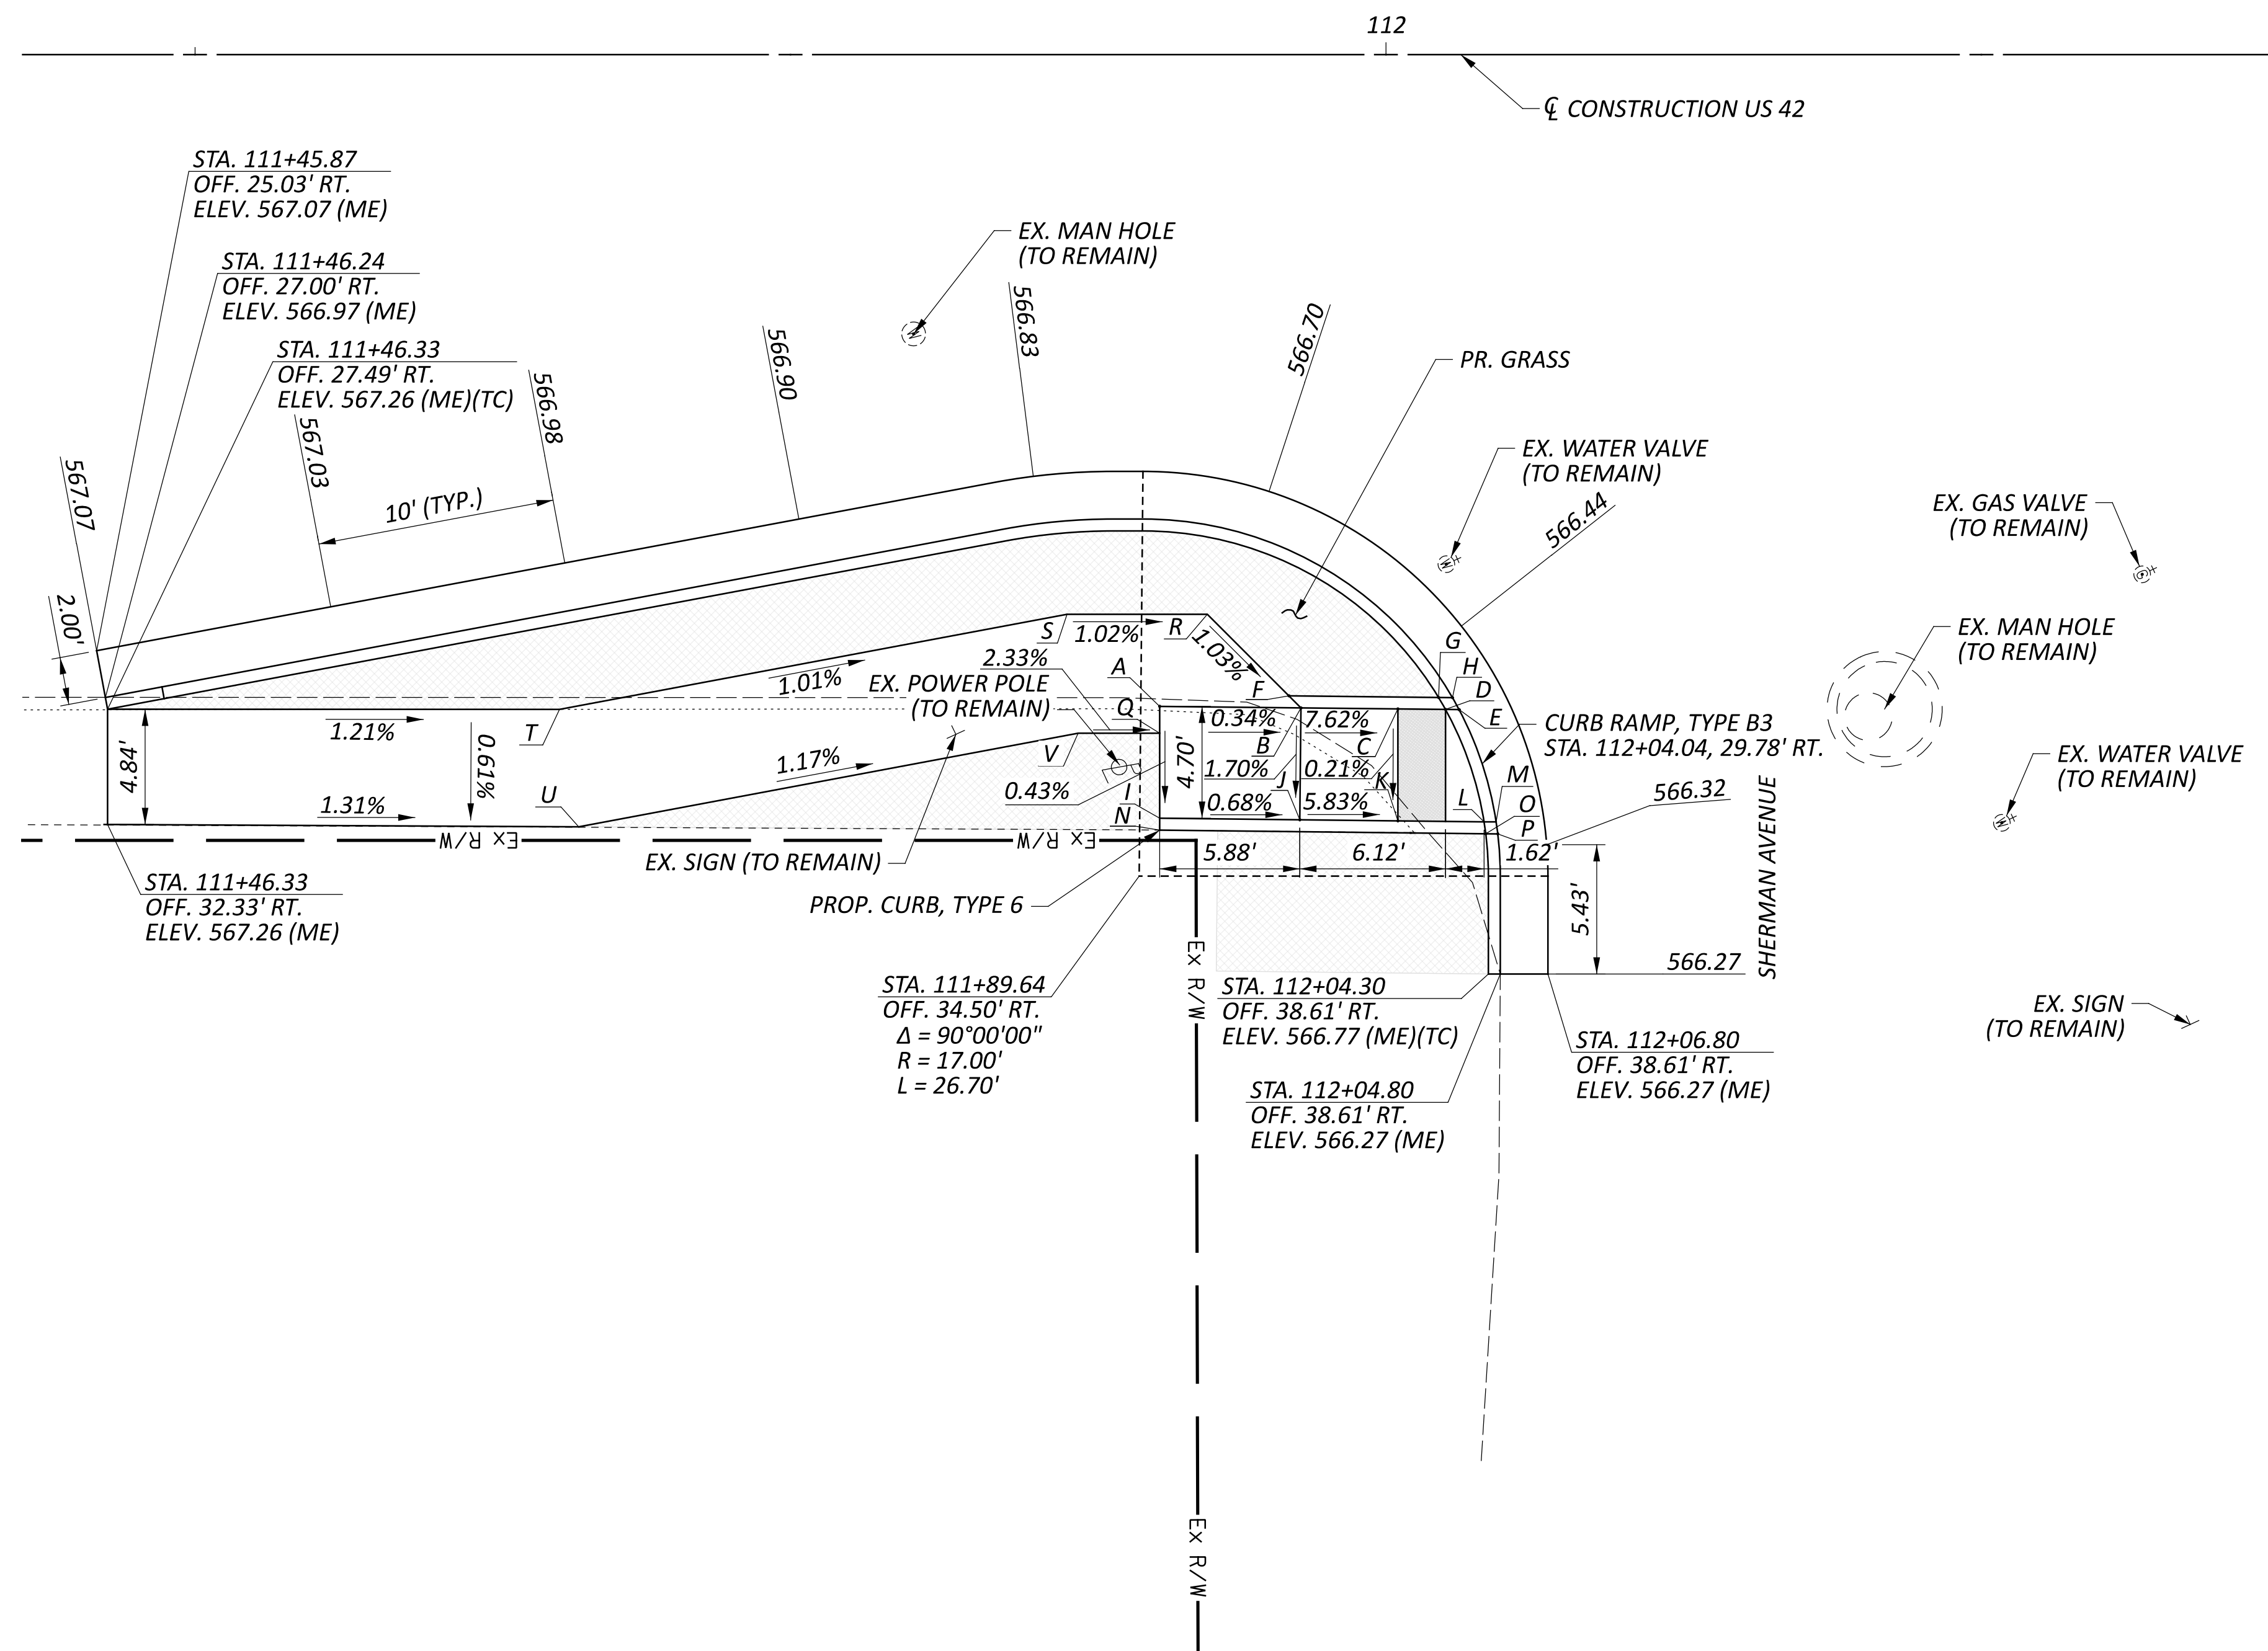 112
℄ CONSTRUCTION US 42
STA. 111+45.87
OFF. 25.03' RT.
ELEV. 567.07 (ME)
STA. 111+46.24
OFF. 27.00' RT.
ELEV. 566.97 (ME)
STA. 111+46.33
OFF. 27.49' RT.
ELEV. 567.26 (ME)(TC)
EX. MAN HOLE
(TO REMAIN)
W
567.07
567.03
566.98
566.90
566.83
566.70
566.44
10' (TYP.)
2.00'
PR. GRASS
EX. WATER VALVE
(TO REMAIN)
W
EX. GAS VALVE
(TO REMAIN)
G
EX. MAN HOLE
(TO REMAIN)
EX. WATER VALVE
(TO REMAIN)
W
S
1.02%
R
1.03%
G
H
D
E
2.33%
A
F
1.01%
EX. POWER POLE
(TO REMAIN)
Q
0.34%
7.62%
B
C
CURB RAMP, TYPE B3
STA. 112+04.04, 29.78' RT.
1.21%
T
V
4.84'
0.61%
1.17%
4.70'
1.70%
0.21%
J
K
0.43%
I
N
0.68%
5.83%
L
M
O
P
566.32
1.31%
U
Ex R/W
Ex R/W
EX. SIGN (TO REMAIN)
5.88'
6.12'
1.62'
5.43'
SHERMAN AVENUE
PROP. CURB, TYPE 6
STA. 111+46.33
OFF. 32.33' RT.
ELEV. 567.26 (ME)
Ex R/W
566.27
STA. 111+89.64
OFF. 34.50' RT.
Δ = 90°00'00"
R = 17.00'
L = 26.70'
STA. 112+04.30
OFF. 38.61' RT.
ELEV. 566.77 (ME)(TC)
STA. 112+04.80
OFF. 38.61' RT.
ELEV. 566.27 (ME)
STA. 112+06.80
OFF. 38.61' RT.
ELEV. 566.27 (ME)
EX. SIGN
(TO REMAIN)
Ex R/W